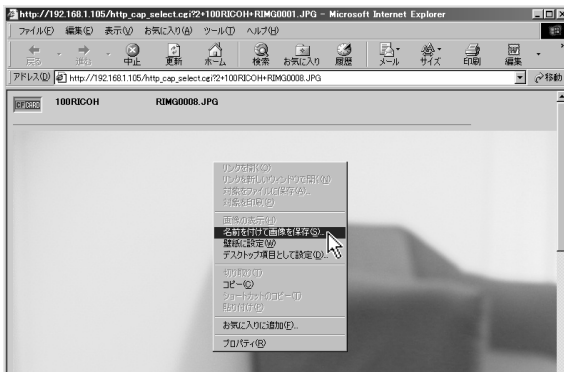 http://192.168.1.105/http_cap_select.cgi?2+100RICOH+RIMG0001.JPG - Microsoft Internet Explorer
ファイル(F) 編集(E) 表示(V) お気に入り(A) ツール(T) ヘルプ(H)
戻る 進む 中止 更新 ホーム 検索 お気に入り 履歴 メール サイズ 印刷 編集
アドレス(D) http://192.168.1.105/http_cap_select.cgi?2+100RICOH+RIMG0008.JPG 移動
CF CARD 100RICOH RIMG0008.JPG
リンクを開く(O)
リンクを新しいウィンドウで開く(N)
対象をファイルに保存(A)...
対象を印刷(P)
画像の表示(H)
名前を付けて画像を保存(S)...
壁紙に設定(W)
デスクトップ項目として設定(D)...
切り取り(T)
コピー(C)
ショートカットのコピー(T)
貼り付け(P)
お気に入りに追加(F)...
プロパティ(R)